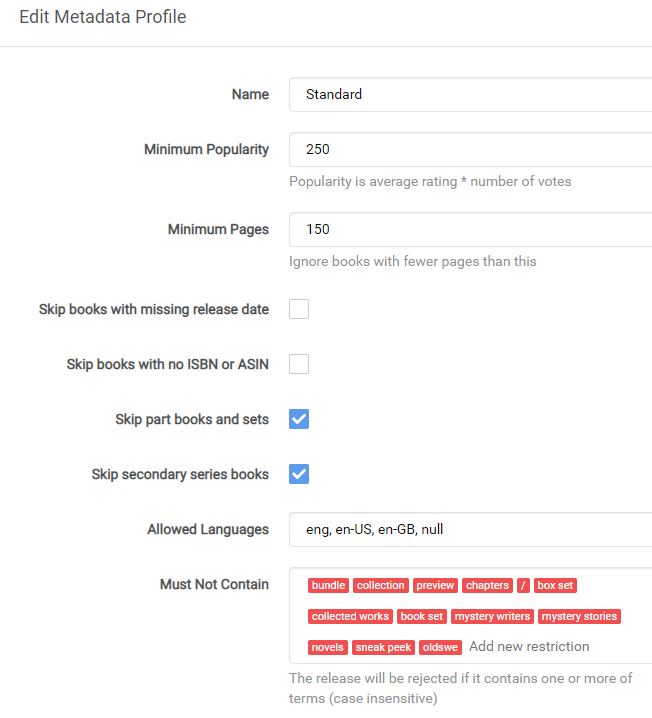 Edit Metadata Profile
Name
Standard
Minimum Popularity
250
Popularity is average rating * number of votes
Minimum Pages
150
Ignore books with fewer pages than this
Skip books with missing release date
Skip books with no ISBN or ASIN
Skip part books and sets
Skip secondary series books
Allowed Languages
eng, en-US, en-GB, null
Must Not Contain
bundle collection preview chapters / box set
collected works book set mystery writers mystery stories
novels sneak peek oldswe Add new restriction
The release will be rejected if it contains one or more of
terms (case insensitive)